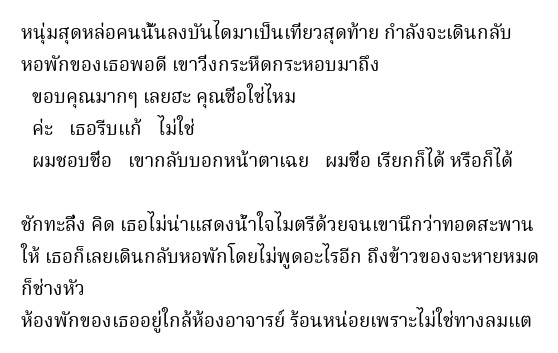 หนุ่มสุดหล่อคนนั้นลงบันไดมาเป็นเที่ยวสุดท้าย กำลังจะเดินกลับ
หอพักของเธอพอดี เขาวิ่งกระหืดกระหอบมาถึง
ขอบคุณมากๆ เลยฮะ คุณชื่อใช่ไหม
ค่ะ เธอรีบแก้ ไม่ใช่
ผมชอบชื่อ เขากลับบอกหน้าตาเฉย ผมชื่อ เรียกก็ได้ หรือก็ได้
ชักทะลึ่ง คิด เธอไม่น่าแสดงน้ำใจไมตรีด้วยจนเขานึกว่าทอดสะพาน
ให้ เธอก็เลยเดินกลับหอพักโดยไม่พูดอะไรอีก ถึงข้าวของจะหายหมด
ก็ช่างหัว
ห้องพักของเธออยู่ใกล้ห้องอาจารย์ ร้อนหน่อยเพราะไม่ใช่ทางลมแต่